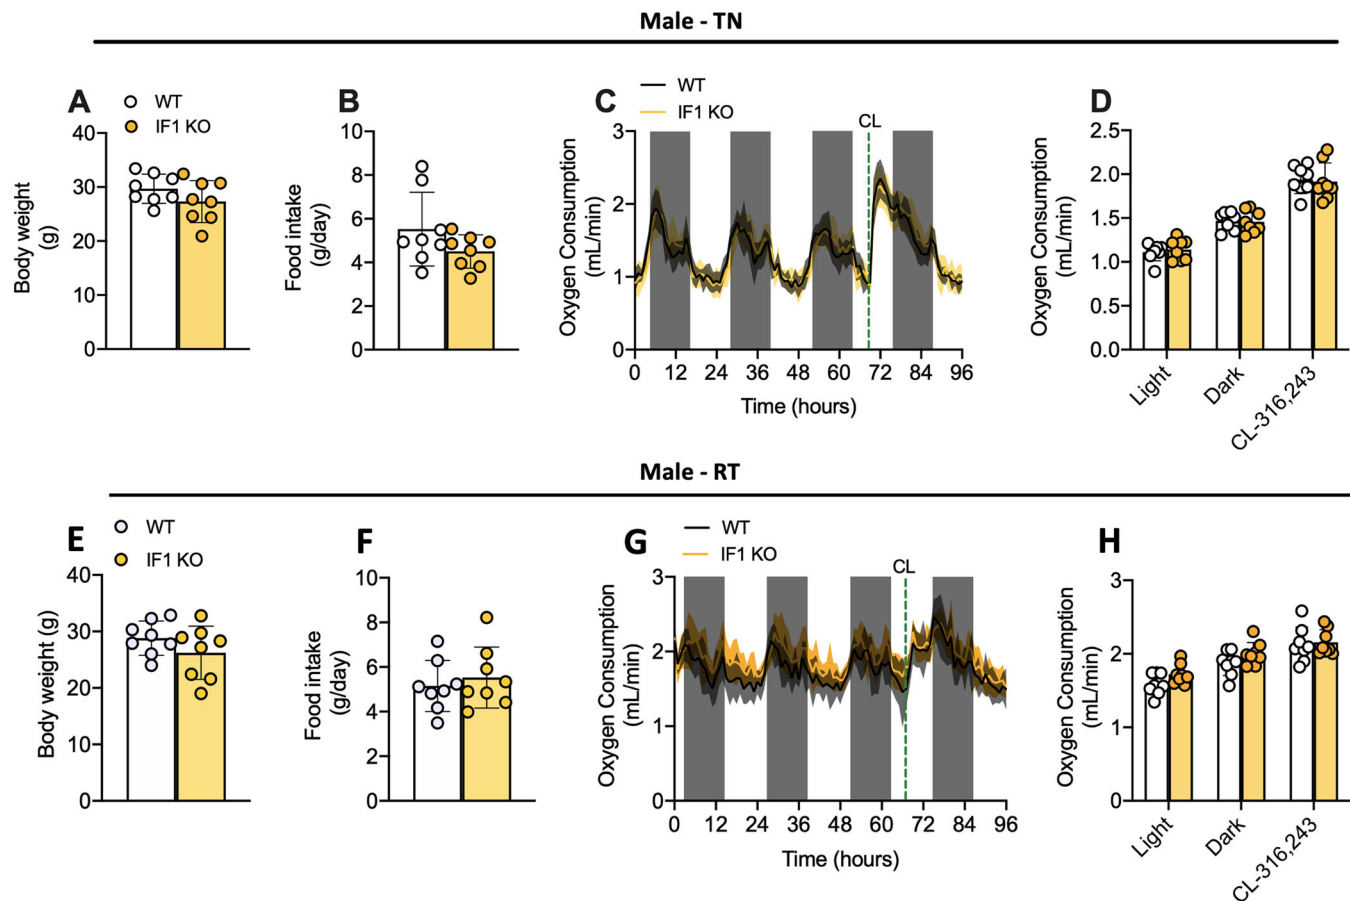 Male - TN
A
WT
IF1 KO
Body weight
(g)
40
30
20
10
0
B
Food intake
(g/day)
10
8
6
4
2
0
C
WT
IF1 KO
CL
Oxygen Consumption
(mL/min)
3
2
1
0
0 12 24 36 48 60 72 84 96
Time (hours)
D
Oxygen Consumption
(mL/min)
2.5
2.0
1.5
1.0
0.5
0.0
Light
Dark
CL-316,243
Male - RT
E
WT
IF1 KO
Body weight (g)
40
30
20
10
0
F
Food intake
(g/day)
10
8
6
4
2
0
G
WT
IF1 KO
CL
Oxygen Consumption
(mL/min)
3
2
1
0
0 12 24 36 48 60 72 84 96
Time (hours)
H
Oxygen Consumption
(mL/min)
3
2
1
0
Light
Dark
CL-316,243